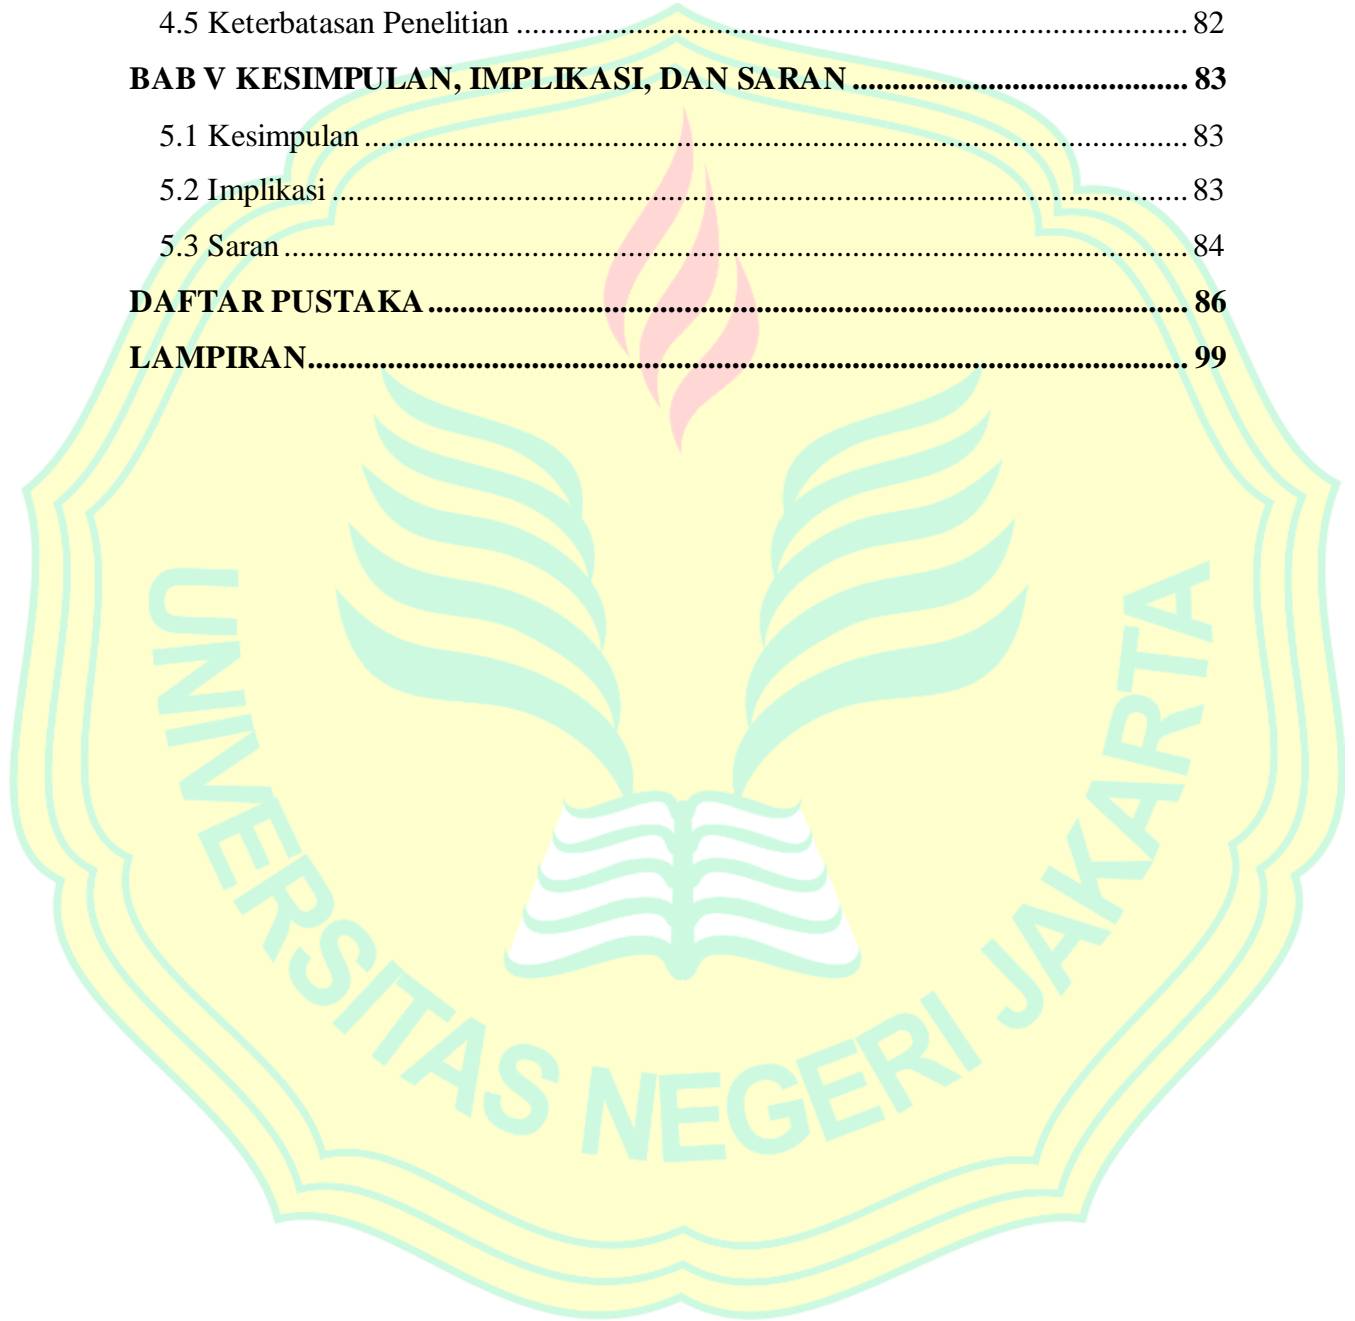 4.5 Keterbatasan Penelitian ........................................................................................ 82
BAB V KESIMPULAN, IMPLIKASI, DAN SARAN .......................................... 83
5.1 Kesimpulan ............................................................................................................ 83
5.2 Implikasi ................................................................................................................ 83
5.3 Saran ...................................................................................................................... 84
DAFTAR PUSTAKA ................................................................................................ 86
LAMPIRAN............................................................................................................... 99
UNIVERSITAS NEGERI JAKARTA